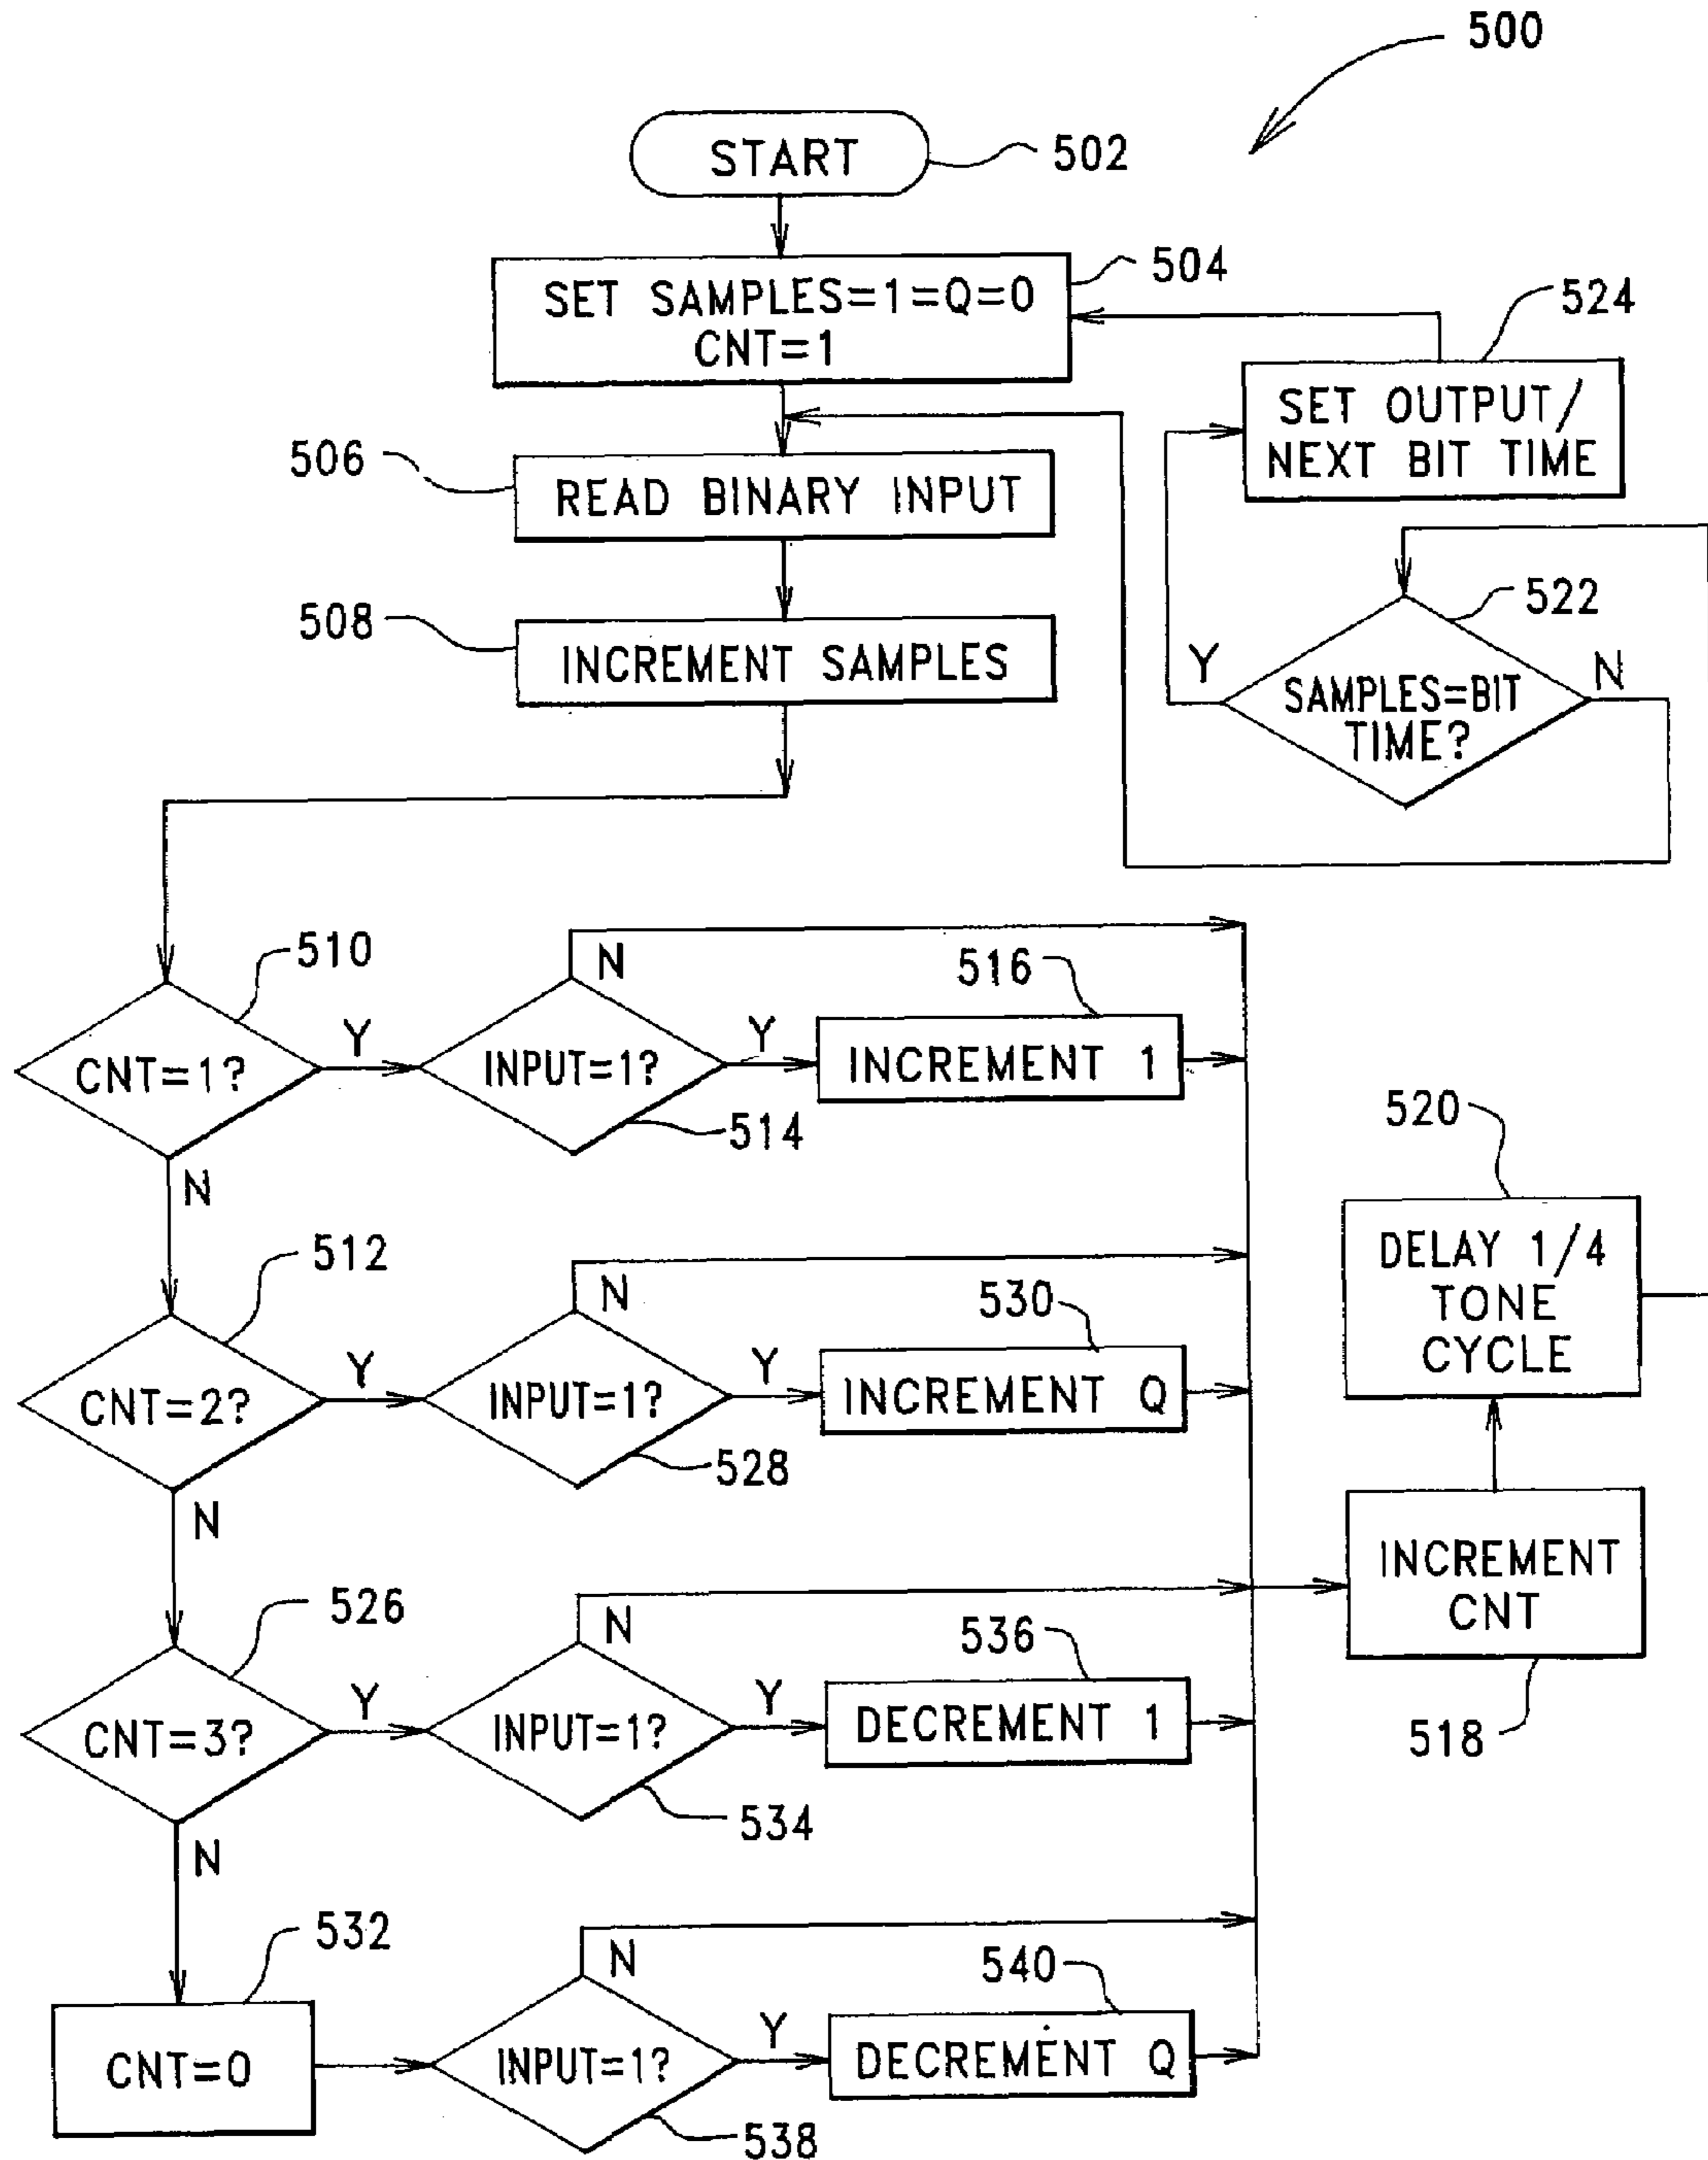 500
START
502
SET SAMPLES=1=Q=0
CNT=1
504
524
SET OUTPUT/
NEXT BIT TIME
506
READ BINARY INPUT
522
508
INCREMENT SAMPLES
Y
N
SAMPLES=BIT
TIME?
510
N
516
CNT=1?
Y
INPUT=1?
Y
INCREMENT 1
514
N
520
DELAY 1/4
TONE
CYCLE
512
N
530
CNT=2?
Y
INPUT=1?
Y
INCREMENT Q
528
N
INCREMENT
CNT
518
526
N
536
CNT=3?
Y
INPUT=1?
Y
DECREMENT 1
534
N
532
N
540
CNT=0
INPUT=1?
Y
DECREMENT Q
538